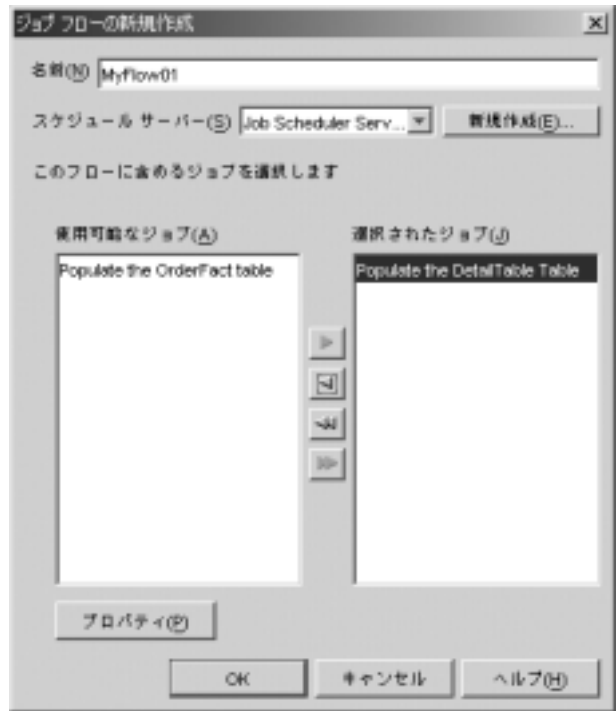 ジョブ フローの新規作成
名前(N) MyFlow01
スケジュール サーバー(S) Job Scheduler Serv... 新規作成(E)...
このフローに含めるジョブを選択します
使用可能なジョブ(A) 選択されたジョブ(J)
Populate the OrderFact table Populate the DetailTable Table
プロパティ(P)
OK キャンセル ヘルプ(H)